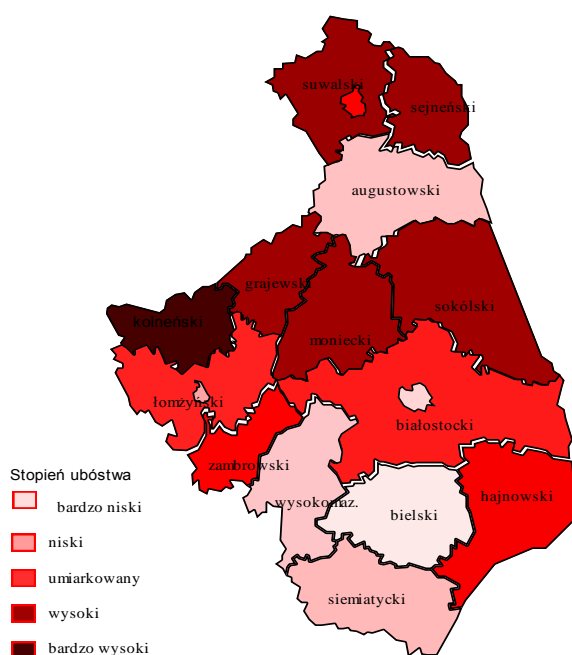 suwalski
sejneński
augustowski
grajewski
kolneński
sokólski
moniecki
łomżyński
białostocki
zambrowski
hajnowski
wysokomaz.
bielski
siemiatycki
Stopień ubóstwa
bardzo niski
niski
umiarkowany
wysoki
bardzo wysoki